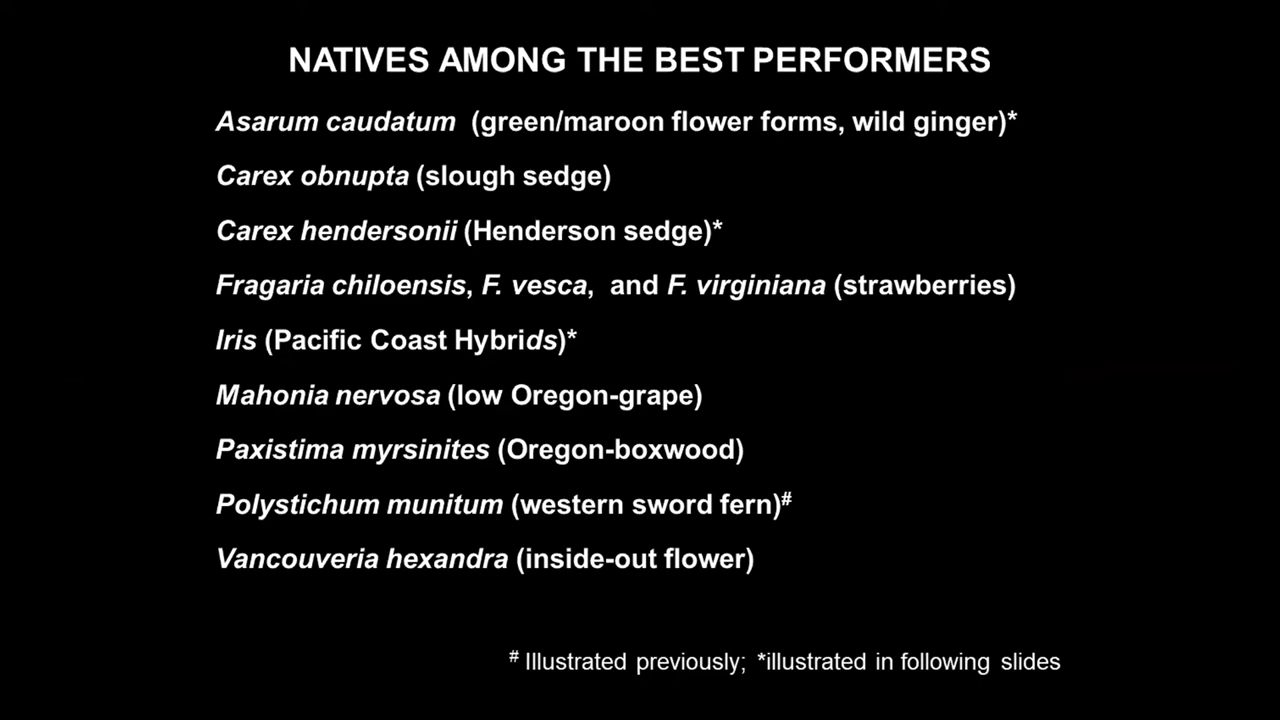 NATIVES AMONG THE BEST PERFORMERS
Asarum caudatum (green/maroon flower forms, wild ginger)*
Carex obnupta (slough sedge)
Carex hendersonii (Henderson sedge)*
Fragaria chiloensis, F. vesca, and F. virginiana (strawberries)
Iris (Pacific Coast Hybrids)*
Mahonia nervosa (low Oregon-grape)
Paxistima myrsinites (Oregon-boxwood)
Polystichum munitum (western sword fern)#
Vancouveria hexandra (inside-out flower)
# Illustrated previously; *illustrated in following slides